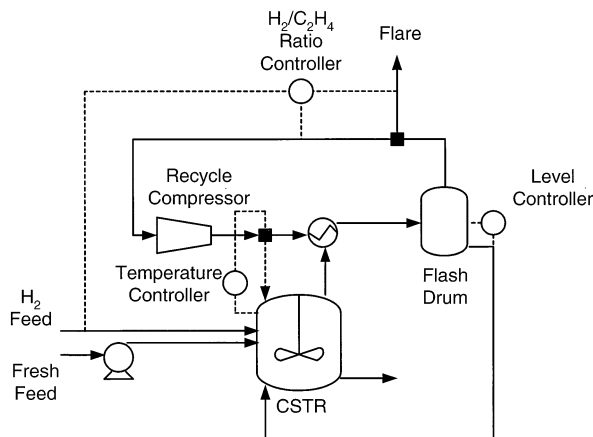 H2/C2H4
Ratio
Controller
Flare
Recycle
Compressor
Level
Controller
Temperature
Controller
Flash
Drum
H2
Feed
Fresh
Feed
CSTR